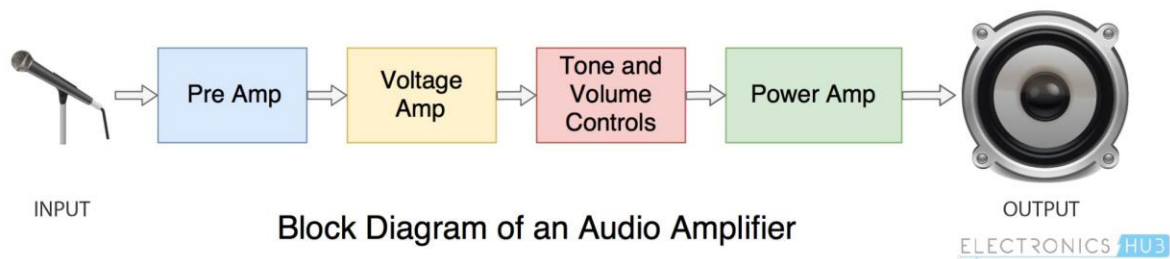 Pre Amp
Voltage
Amp
Tone and
Volume
Controls
Power Amp
INPUT
OUTPUT
Block Diagram of an Audio Amplifier
ELECTRONICS HUB